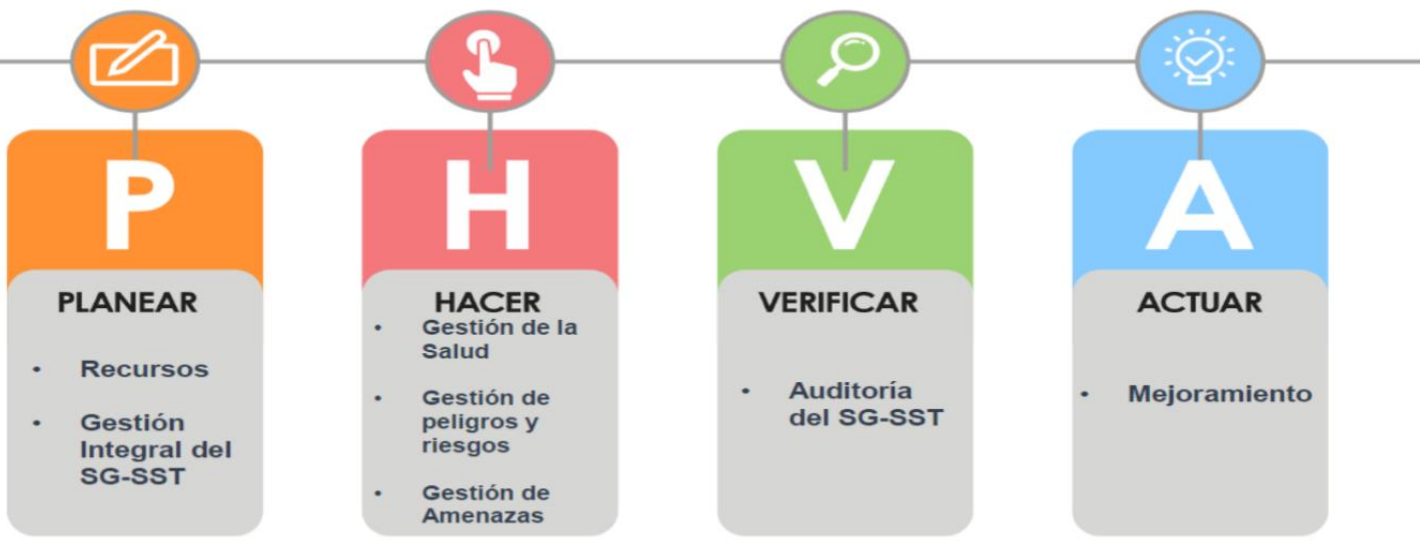 P
PLANEAR
• Recursos
• Gestión
Integral del
SG-SST
H
HACER
• Gestión de la
Salud
• Gestión de
peligros y
riesgos
• Gestión de
Amenazas
V
VERIFICAR
• Auditoría
del SG-SST
A
ACTUAR
• Mejoramiento